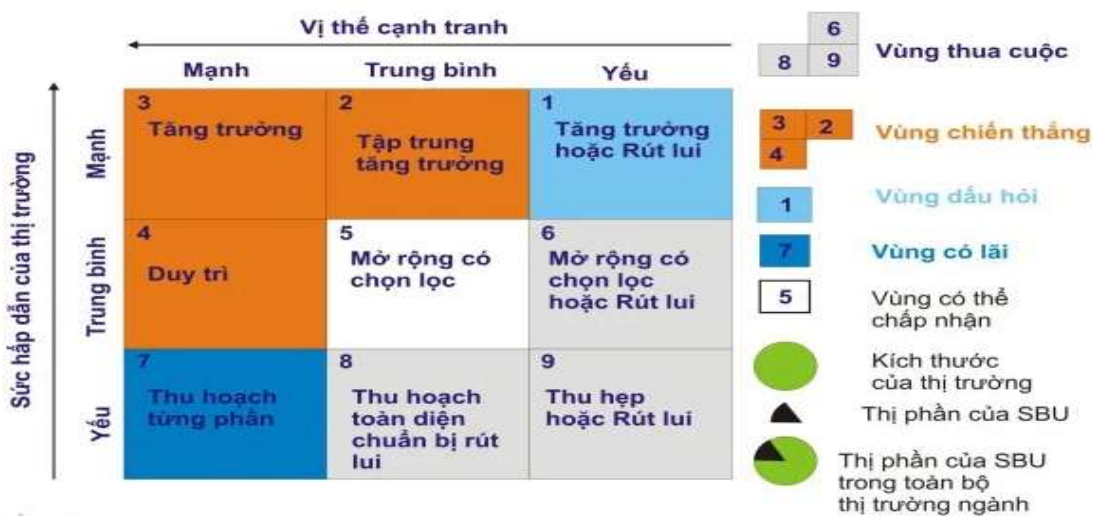 Vị thế cạnh tranh
Mạnh
Trung bình
Yếu
Sức hấp dẫn của thị trường
Mạnh
3
Tăng trưởng
2
Tập trung
tăng trưởng
1
Tăng trưởng
hoặc Rút lui
Trung bình
4
Duy trì
5
Mở rộng có
chọn lọc
6
Mở rộng có
chọn lọc
hoặc Rút lui
Yếu
7
Thu hoạch
từng phần
8
Thu hoạch
toàn diện
chuẩn bị rút
lui
9
Thu hẹp
hoặc Rút lui
6
8 9
Vùng thua cuộc
3 2
4
Vùng chiến thắng
1
Vùng dấu hỏi
7
Vùng có lãi
5
Vùng có thể
chấp nhận
Kích thước
của thị trường
Thị phần của SBU
Thị phần của SBU
trong toàn bộ
thị trường ngành